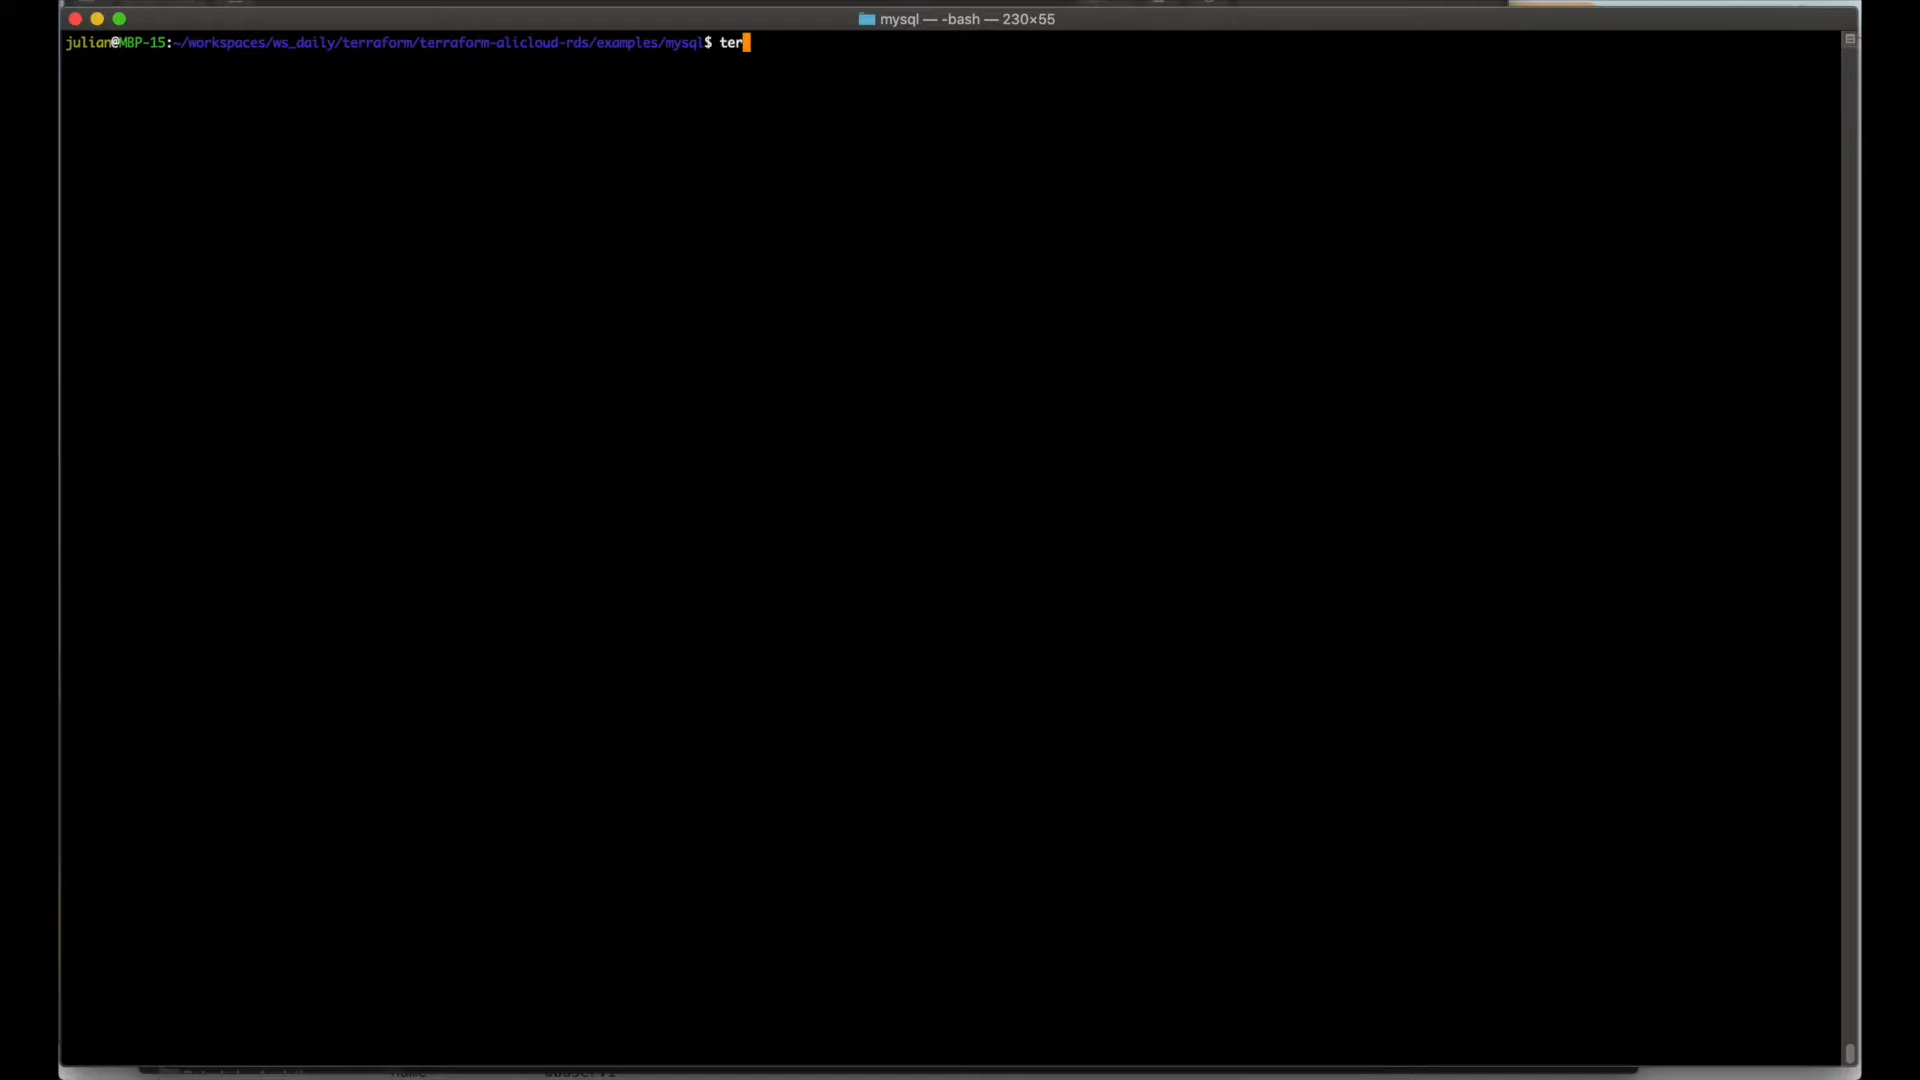 mysql — -bash — 230×55
julian@MBP-15:~/workspaces/ws_daily/terraform/terraform-alicloud-rds/examples/mysql$ ter